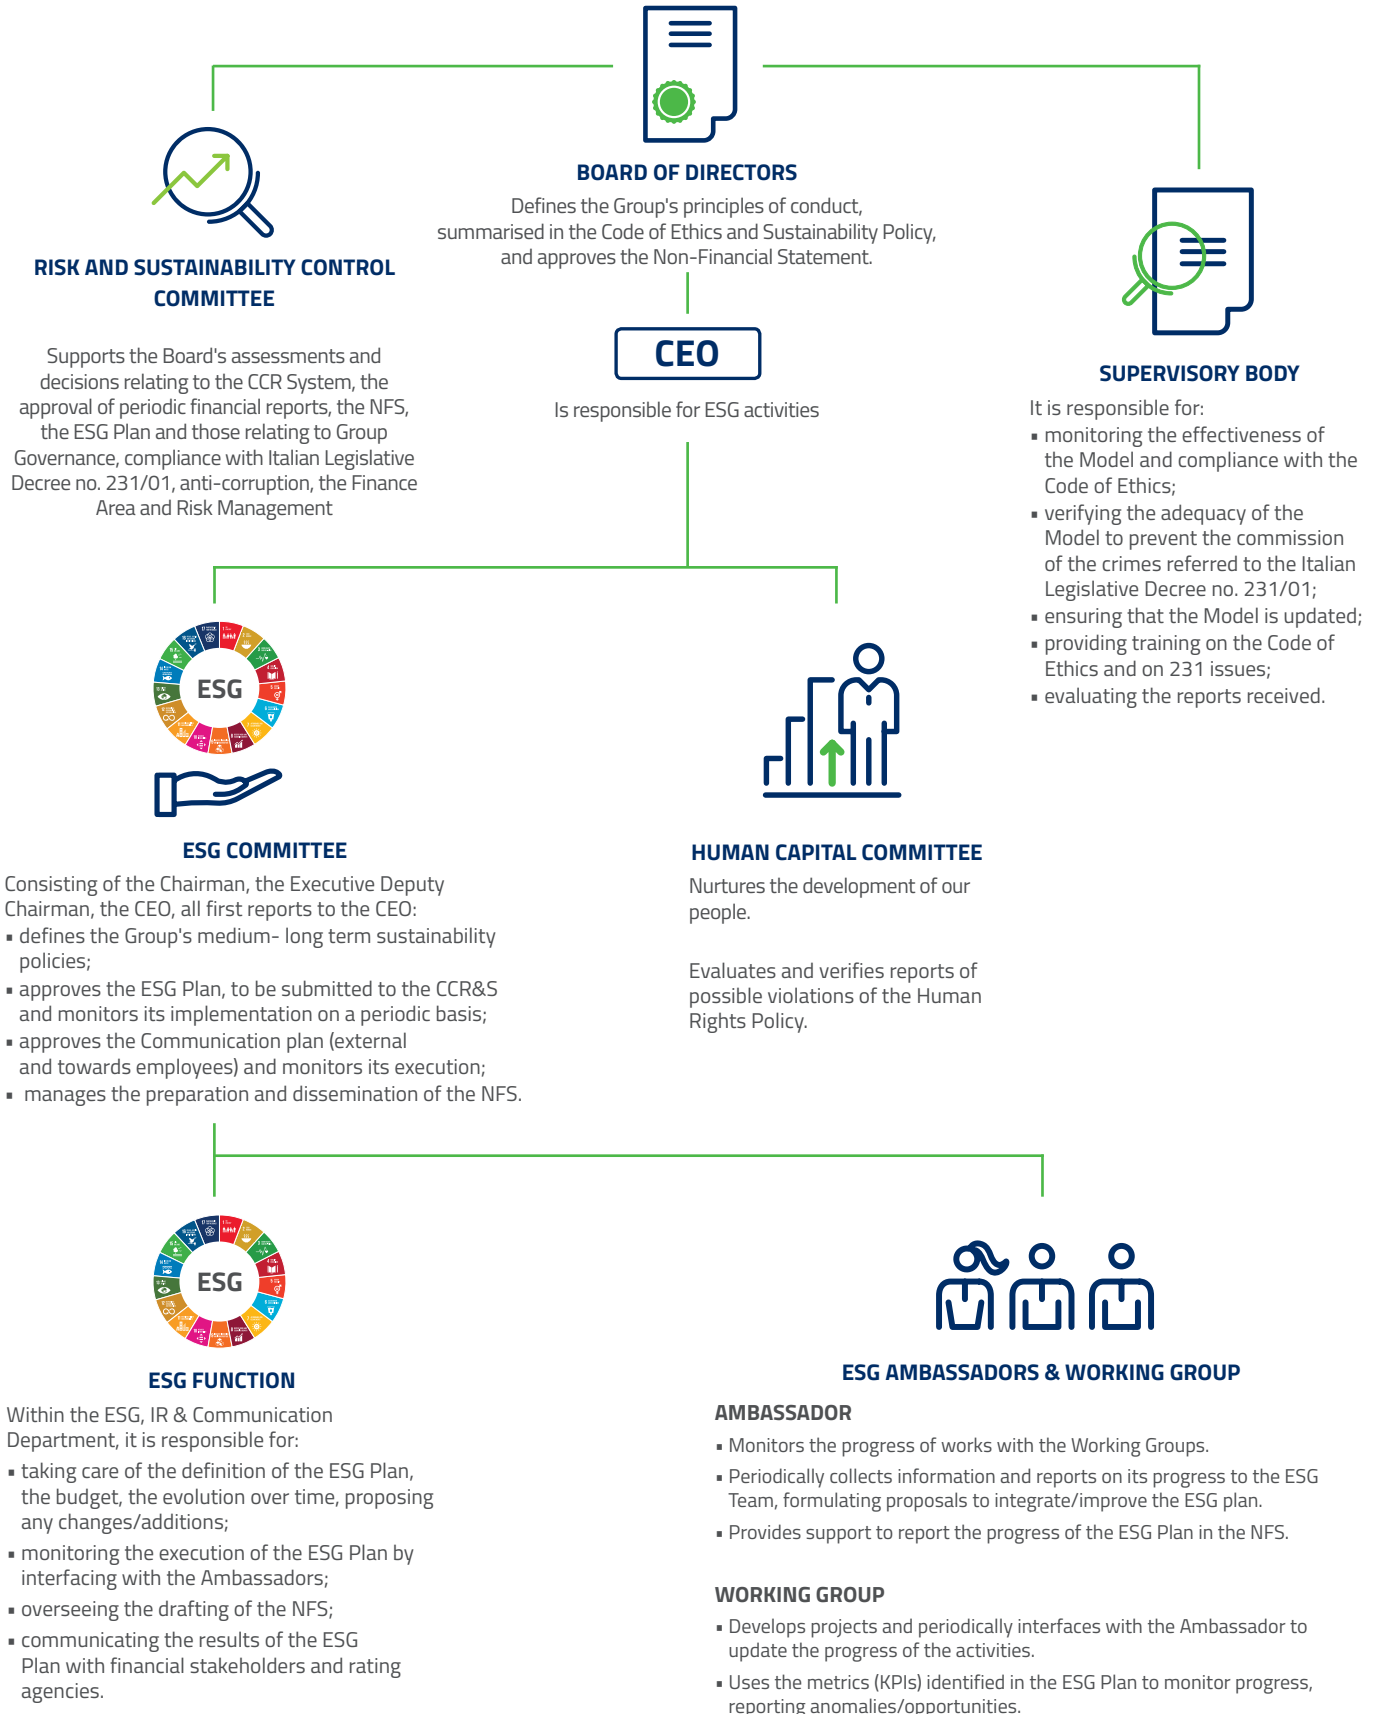 BOARD OF DIRECTORS
Defines the Group's principles of conduct,
summarised in the Code of Ethics and Sustainability Policy,
and approves the Non-Financial Statement.
RISK AND SUSTAINABILITY CONTROL
COMMITTEE
Supports the Board's assessments and
decisions relating to the CCR System, the
approval of periodic financial reports, the NFS,
the ESG Plan and those relating to Group
Governance, compliance with Italian Legislative
Decree no. 231/01, anti-corruption, the Finance
Area and Risk Management
CEO
Is responsible for ESG activities
SUPERVISORY BODY
It is responsible for:
▪ monitoring the effectiveness of
the Model and compliance with the
Code of Ethics;
▪ verifying the adequacy of the
Model to prevent the commission
of the crimes referred to the Italian
Legislative Decree no. 231/01;
▪ ensuring that the Model is updated;
▪ providing training on the Code of
Ethics and on 231 issues;
▪ evaluating the reports received.
ESG
ESG COMMITTEE
Consisting of the Chairman, the Executive Deputy
Chairman, the CEO, all first reports to the CEO:
▪ defines the Group's medium- long term sustainability
policies;
▪ approves the ESG Plan, to be submitted to the CCR&S
and monitors its implementation on a periodic basis;
▪ approves the Communication plan (external
and towards employees) and monitors its execution;
▪ manages the preparation and dissemination of the NFS.
HUMAN CAPITAL COMMITTEE
Nurtures the development of our
people.
Evaluates and verifies reports of
possible violations of the Human
Rights Policy.
ESG
ESG FUNCTION
Within the ESG, IR & Communication
Department, it is responsible for:
▪ taking care of the definition of the ESG Plan,
the budget, the evolution over time, proposing
any changes/additions;
▪ monitoring the execution of the ESG Plan by
interfacing with the Ambassadors;
▪ overseeing the drafting of the NFS;
▪ communicating the results of the ESG
Plan with financial stakeholders and rating
agencies.
ESG AMBASSADORS & WORKING GROUP
AMBASSADOR
▪ Monitors the progress of works with the Working Groups.
▪ Periodically collects information and reports on its progress to the ESG
Team, formulating proposals to integrate/improve the ESG plan.
▪ Provides support to report the progress of the ESG Plan in the NFS.
WORKING GROUP
▪ Develops projects and periodically interfaces with the Ambassador to
update the progress of the activities.
▪ Uses the metrics (KPIs) identified in the ESG Plan to monitor progress,
reporting anomalies/opportunities.